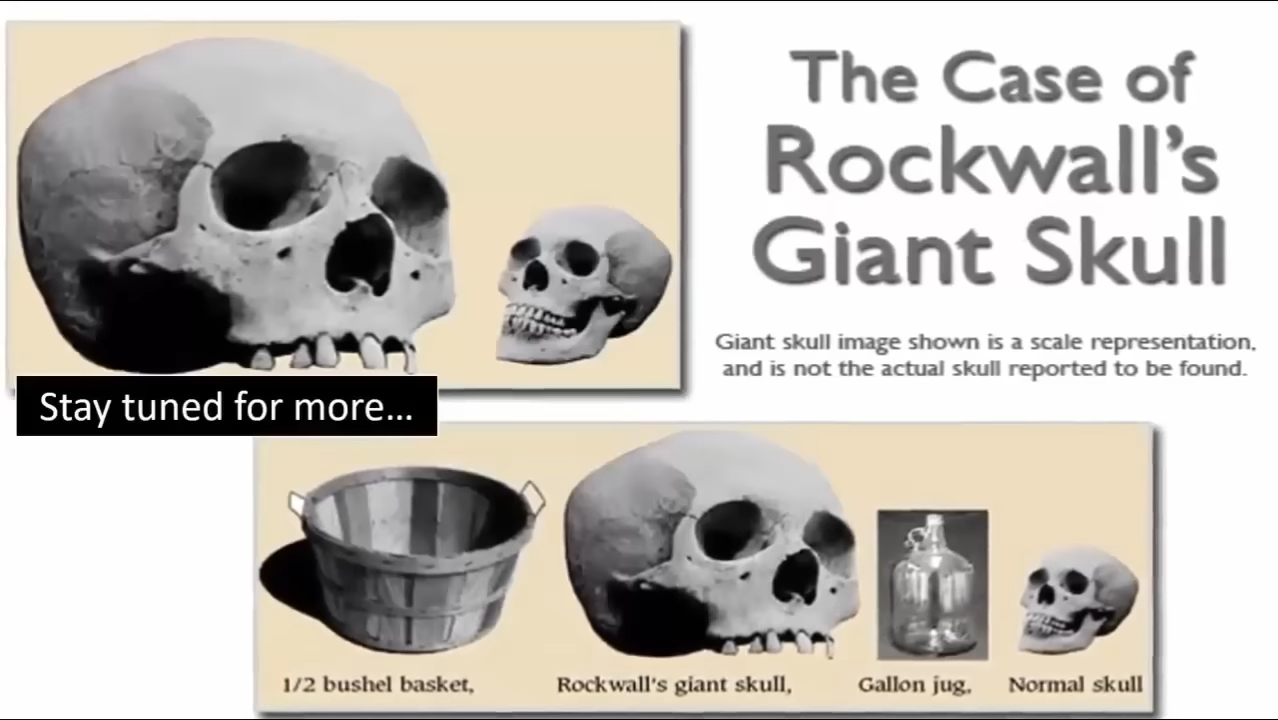 The Case of
Rockwall's
Giant Skull
Giant skull image shown is a scale representation,
and is not the actual skull reported to be found.
Stay tuned for more...
1/2 bushel basket, Rockwall's giant skull, Gallon jug, Normal skull